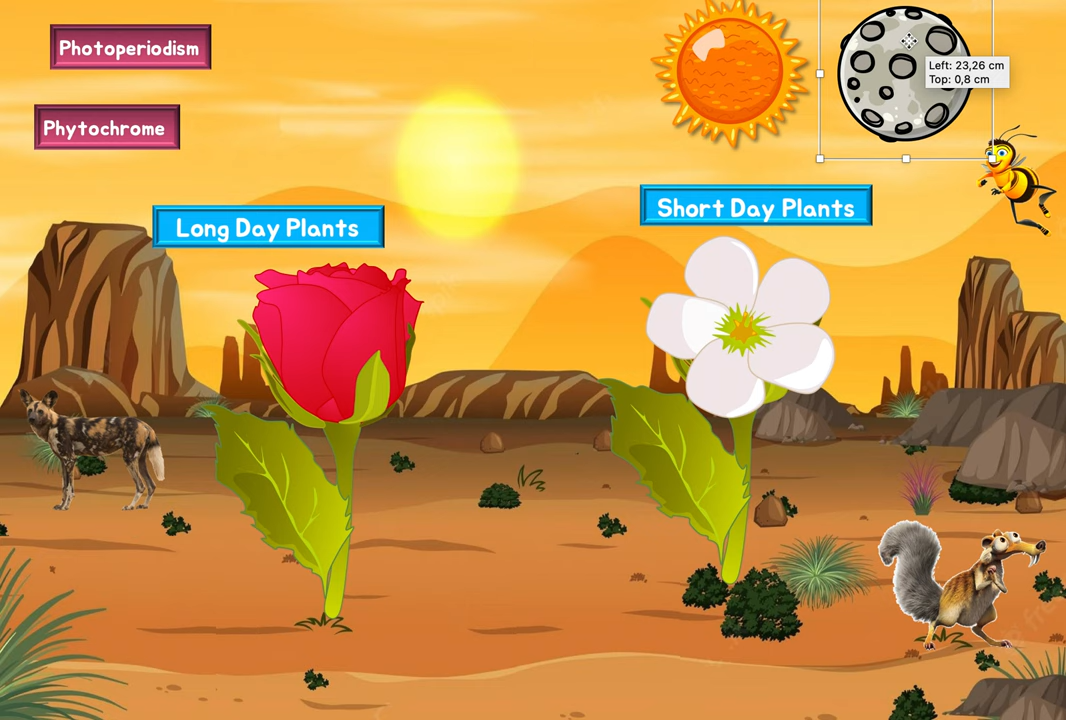 Photoperiodism
Left: 23,26 cm
Top: 0,8 cm
Phytochrome
Long Day Plants
Short Day Plants